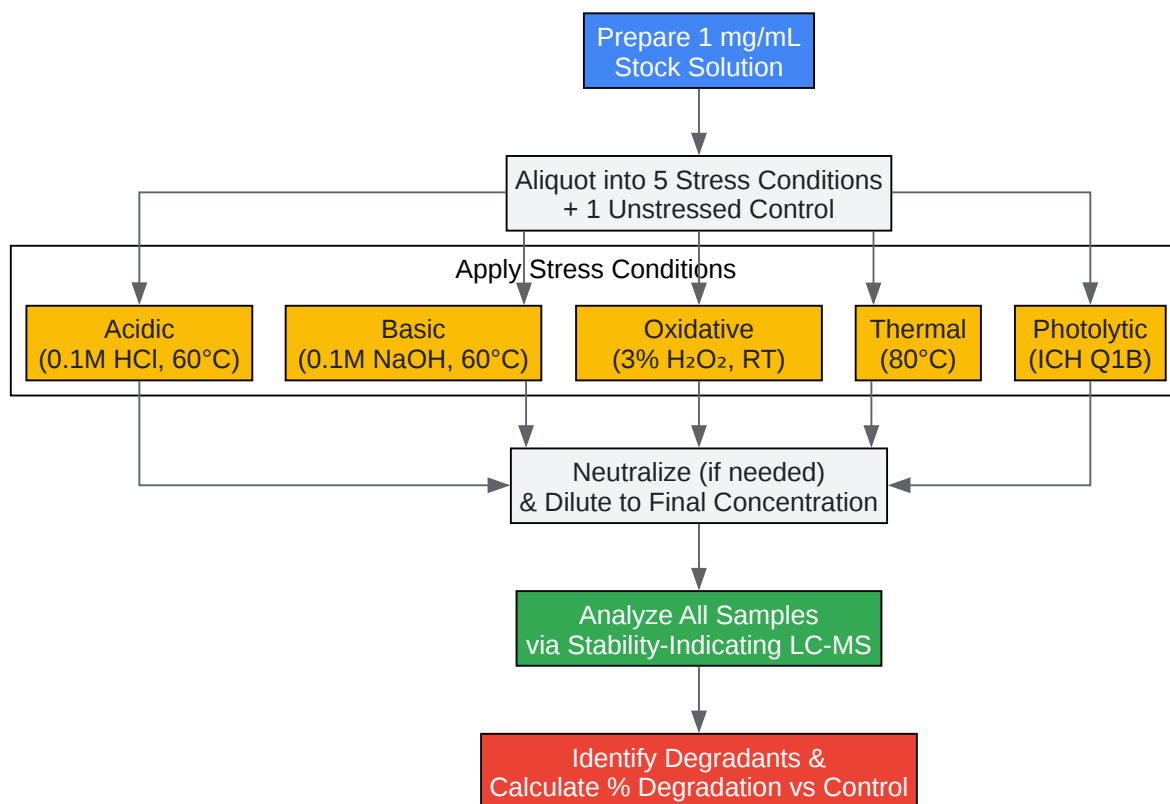 Prepare 1 mg/mL
Stock Solution
Aliquot into 5 Stress Conditions
+ 1 Unstressed Control
Apply Stress Conditions
Acidic
(0.1M HCl, 60°C)
Basic
(0.1M NaOH, 60°C)
Oxidative
(3% H₂O₂, RT)
Thermal
(80°C)
Photolytic
(ICH Q1B)
Neutralize (if needed)
& Dilute to Final Concentration
Analyze All Samples
via Stability-Indicating LC-MS
Identify Degradants &
Calculate % Degradation vs Control